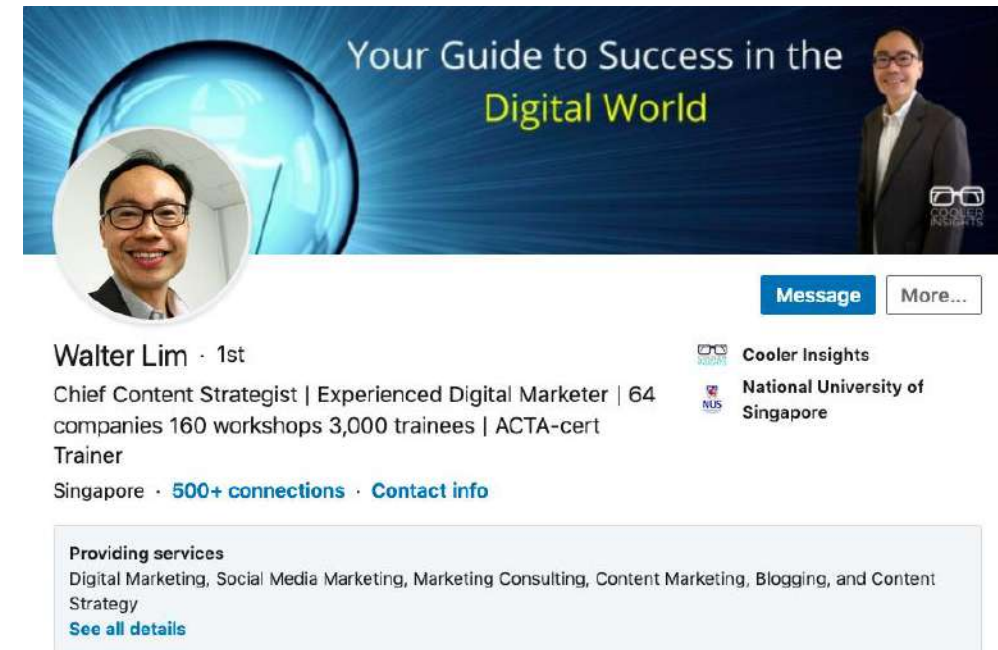 Your Guide to Success in the
Digital World
COOLER
INSIGHTS
Message
More...
Walter Lim · 1st
Chief Content Strategist | Experienced Digital Marketer | 64
companies 160 workshops 3,000 trainees | ACTA-cert
Trainer
Singapore · 500+ connections · Contact info
Cooler Insights
NUS
National University of
Singapore
Providing services
Digital Marketing, Social Media Marketing, Marketing Consulting, Content Marketing, Blogging, and Content
Strategy
See all details